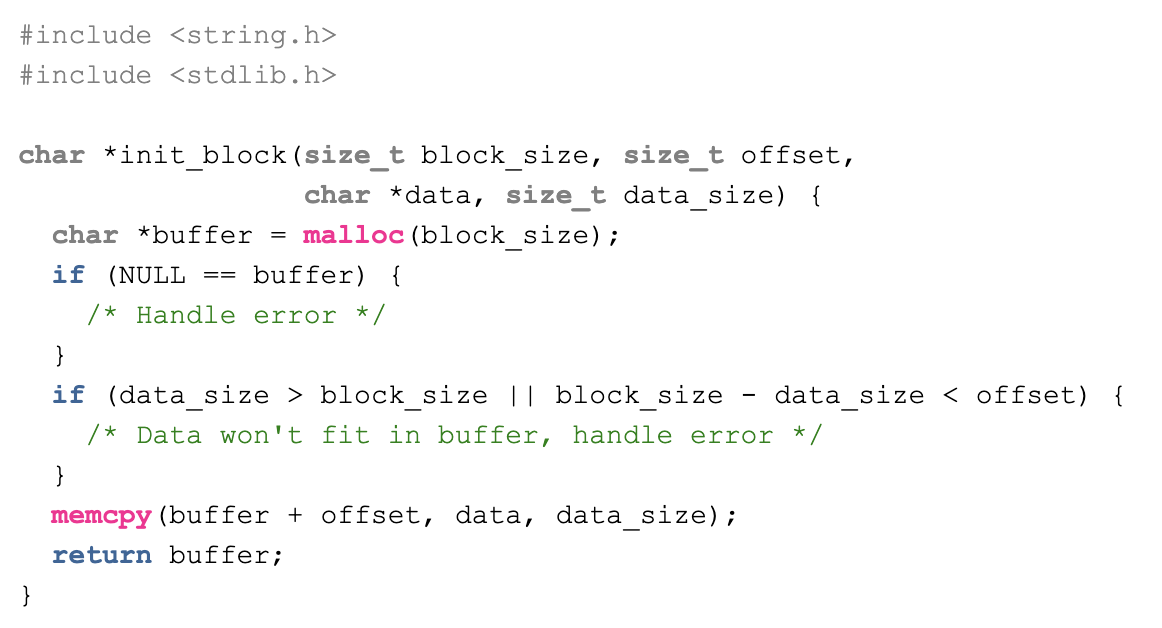 #include <string.h>
#include <stdlib.h>

char *init_block(size_t block_size, size_t offset,
                 char *data, size_t data_size) {
  char *buffer = malloc(block_size);
  if (NULL == buffer) {
    /* Handle error */
  }
  if (data_size > block_size || block_size - data_size < offset) {
    /* Data won't fit in buffer, handle error */
  }
  memcpy(buffer + offset, data, data_size);
  return buffer;
}